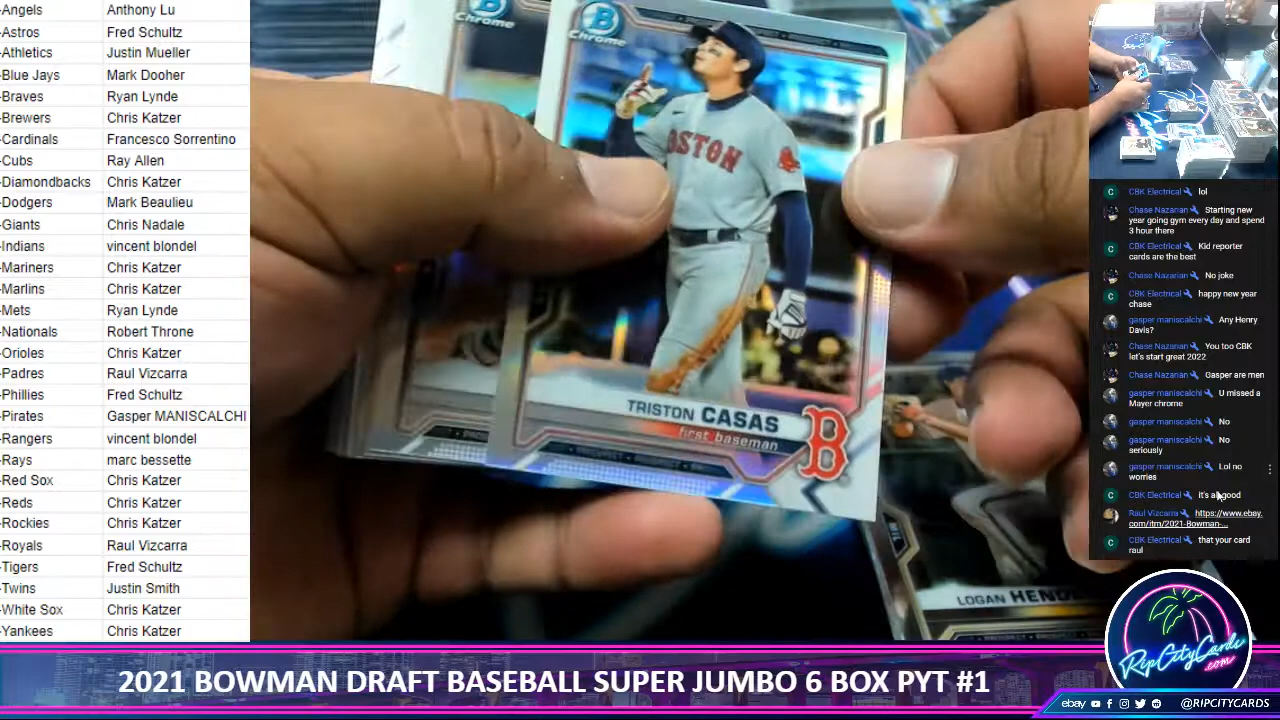 -Angels Anthony Lu
-Astros Fred Schultz
-Athletics Justin Mueller
-Blue Jays Mark Dooher
-Braves Ryan Lynde
-Brewers Chris Katzer
-Cardinals Francesco Sorrentino
-Cubs Ray Allen
-Diamondbacks Chris Katzer
-Dodgers Mark Beaulieu
-Giants Chris Nadale
-Indians vincent blondel
-Mariners Chris Katzer
-Marlins Chris Katzer
-Mets Ryan Lynde
-Nationals Robert Throne
-Orioles Chris Katzer
-Padres Raul Vizcarra
-Phillies Fred Schultz
-Pirates Gasper MANISCALCHI
-Rangers vincent blondel
-Rays marc bessette
-Red Sox Chris Katzer
-Reds Chris Katzer
-Rockies Chris Katzer
-Royals Raul Vizcarra
-Tigers Fred Schultz
-Twins Justin Smith
-White Sox Chris Katzer
-Yankees Chris Katzer
B
Chrome
B
Chrome
BOSTON
TRISTON CASAS
first baseman
B
LOGAN HEND
C CBK Electrical lol
Chase Nazarian Starting new
year going gym every day and spend
3 hour there
C CBK Electrical Kid reporter
cards are the best
Chase Nazarian No joke
C CBK Electrical happy new year
chase
gasper maniscalchi Any Henry
Davis?
Chase Nazarian You too CBK
let's start great 2022
Chase Nazarian Gasper are men
gasper maniscalchi U missed a
Mayer chrome
gasper maniscalchi No
gasper maniscalchi No
seriously
gasper maniscalchi Lol no
worries
C CBK Electrical it's all good
Raul Vizcarra https://www.ebay.
com/itm/2021-Bowman-...
C CBK Electrical that your card
raul
RipCityCards
.com
2021 BOWMAN DRAFT BASEBALL SUPER JUMBO 6 BOX PYT #1
ebay @RIPCITYCARDS